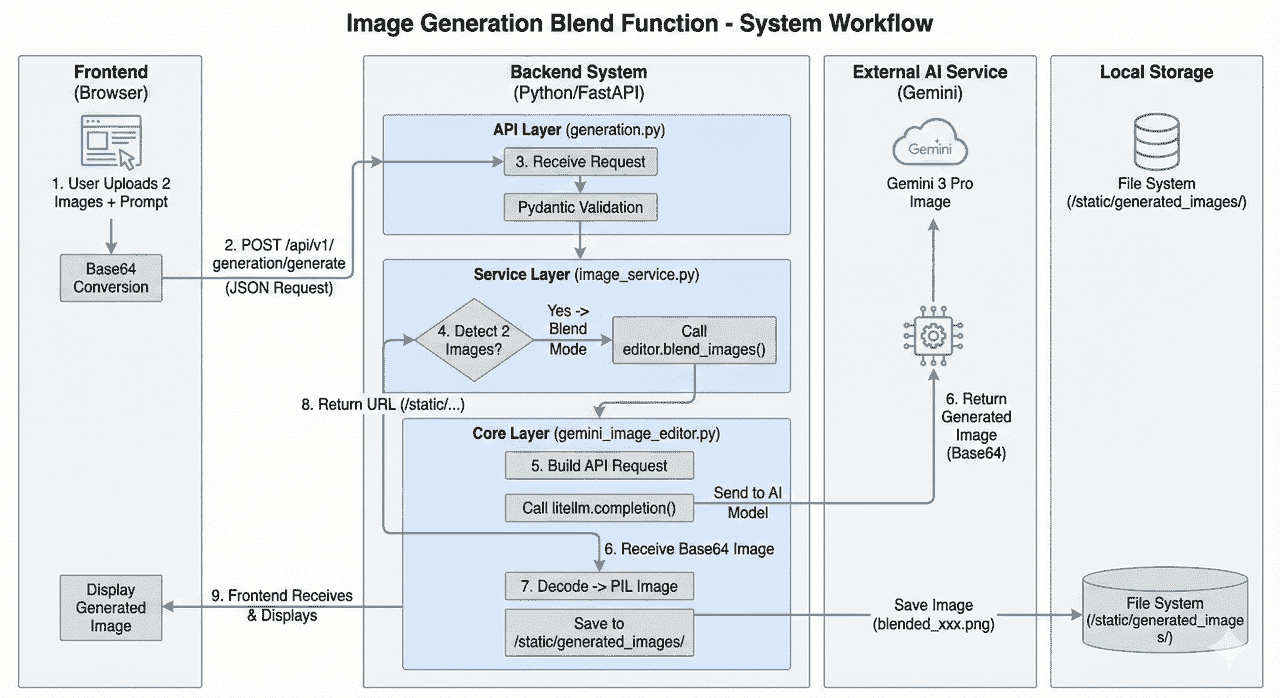 Image Generation Blend Function - System Workflow
Frontend
(Browser)
1. User Uploads 2
Images + Prompt
Base64
Conversion
2. POST /api/v1/
generation/generate
(JSON Request)
Backend System
(Python/FastAPI)
API Layer (generation.py)
3. Receive Request
Pydantic Validation
Service Layer (image_service.py)
4. Detect 2
Images?
Yes ->
Blend
Mode
Call
editor.blend_images()
8. Return URL (/static/...)
Core Layer (gemini_image_editor.py)
5. Build API Request
Call litellm.completion()
Send to AI
Model
6. Receive Base64 Image
7. Decode -> PIL Image
Save to
/static/generated_images/
9. Frontend Receives
& Displays
Display
Generated
Image
External AI Service
(Gemini)
Gemini
Gemini 3 Pro
Image
6. Return
Generated
Image
(Base64)
Save Image
(blended_xxx.png)
Local Storage
File System
(/static/generated_images/)
File System
(/static/generated_image
s/)